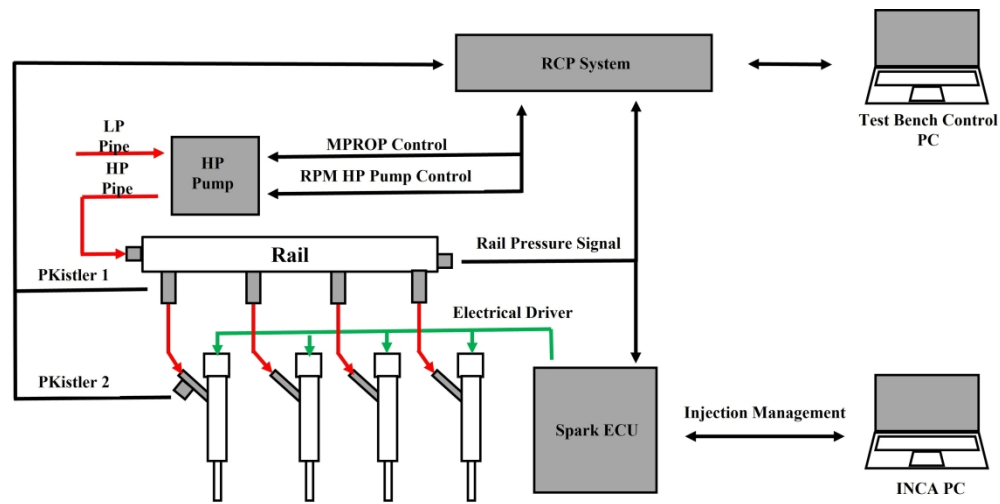 RCP System
Test Bench Control
PC
LP
Pipe
HP
Pipe
HP
Pump
MPROP Control
RPM HP Pump Control
Rail
Rail Pressure Signal
PKistler 1
Electrical Driver
PKistler 2
Spark ECU
Injection Management
INCA PC